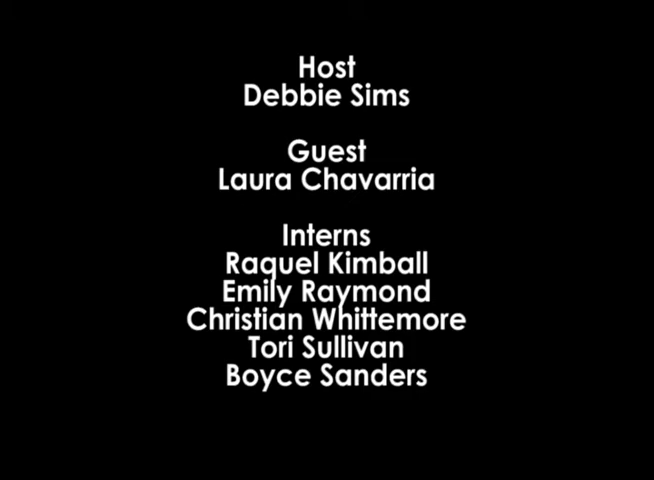 Host
Debbie Sims
Guest
Laura Chavarria
Interns
Raquel Kimball
Emily Raymond
Christian Whittemore
Tori Sullivan
Boyce Sanders